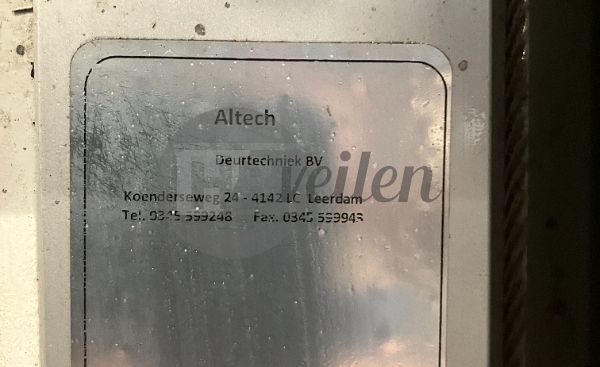 Altech
Deurtechniek BV
veilen
Koenderseweg 24 - 4142 LC Leerdam
Tel. 0345 599248 Fax. 0345 599943